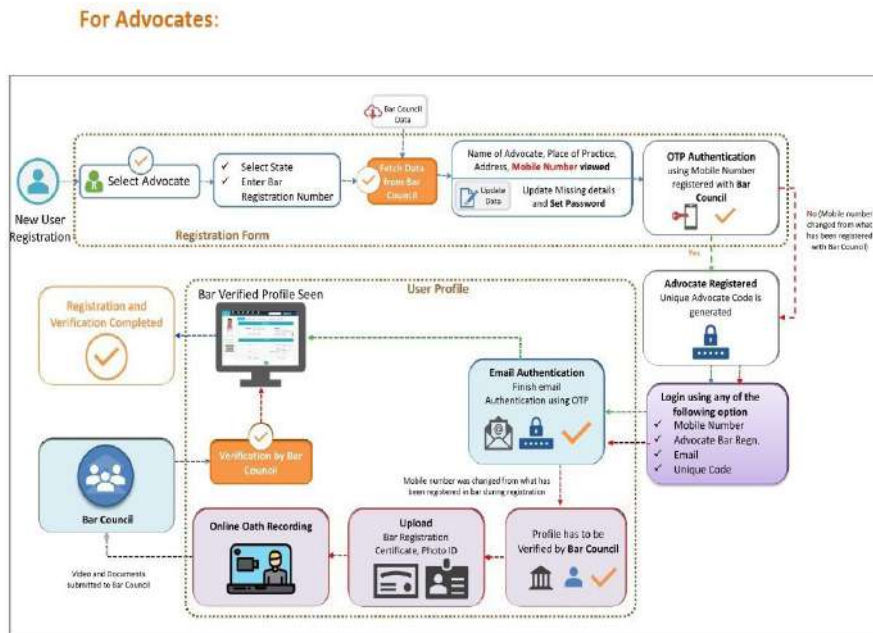 For Advocates:
Bar Council
Data
New User
Registration
Select Advocate
Select State
Enter Bar
Registration Number
Fetch Data
from Bar
Council
Name of Advocate, Place of Practice,
Address, Mobile Number viewed
Update
Data
Update Missing details
and Set Password
OTP Authentication
using Mobile Number
registered with Bar
Council
Registration Form
No (Mobile number
changed from what
has been registered
with Bar Council)
Yes
Advocate Registered
Unique Advocate Code is
generated
Login using any of the
following option
Mobile Number
Advocate Bar Regn.
Email
Unique Code
User Profile
Bar Verified Profile Seen
Registration and
Verification Completed
Email Authentication
Finish email
Authentication using OTP
Verification by Bar
Council
Bar Council
Mobile number was changed from what has
been registered in bar during registration
Online Oath Recording
Upload
Bar Registration
Certificate, Photo ID
Profile has to be
Verified by Bar Council
Video and Documents
submitted to Bar Council